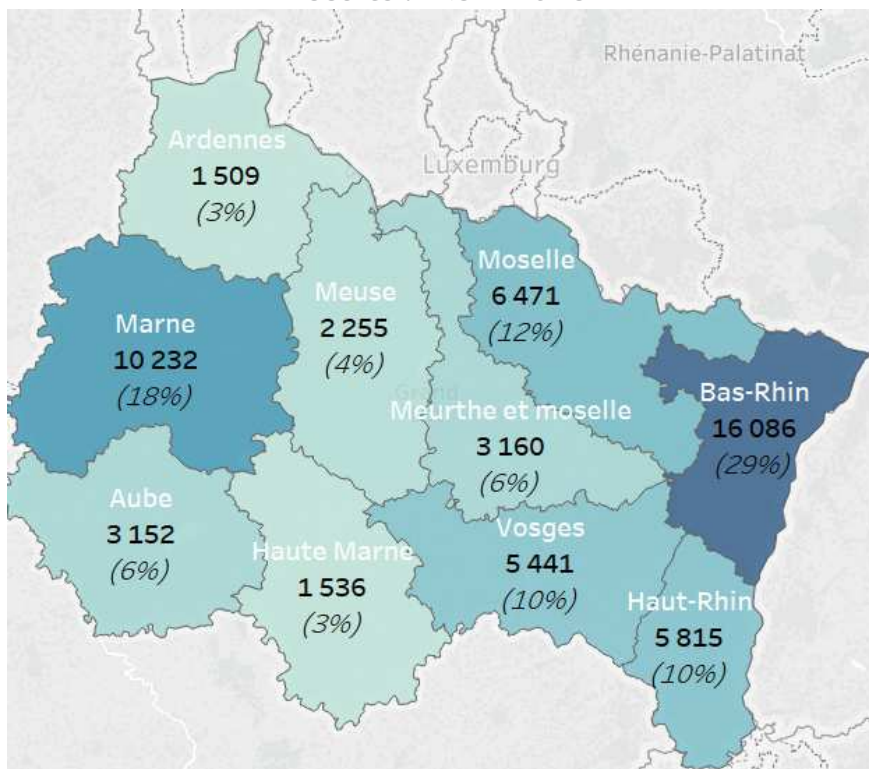 Rhénanie-Palatinat
Ardennes
1 509
(3%)
Luxemburg
Moselle
6 471
(12%)
Meuse
2 255
(4%)
Marne
10 232
(18%)
Bas-Rhin
16 086
(29%)
Grand
Meurthe et moselle
3 160
(6%)
Aube
3 152
(6%)
Vosges
5 441
(10%)
Haute Marne
1 536
(3%)
Haut-Rhin
5 815
(10%)